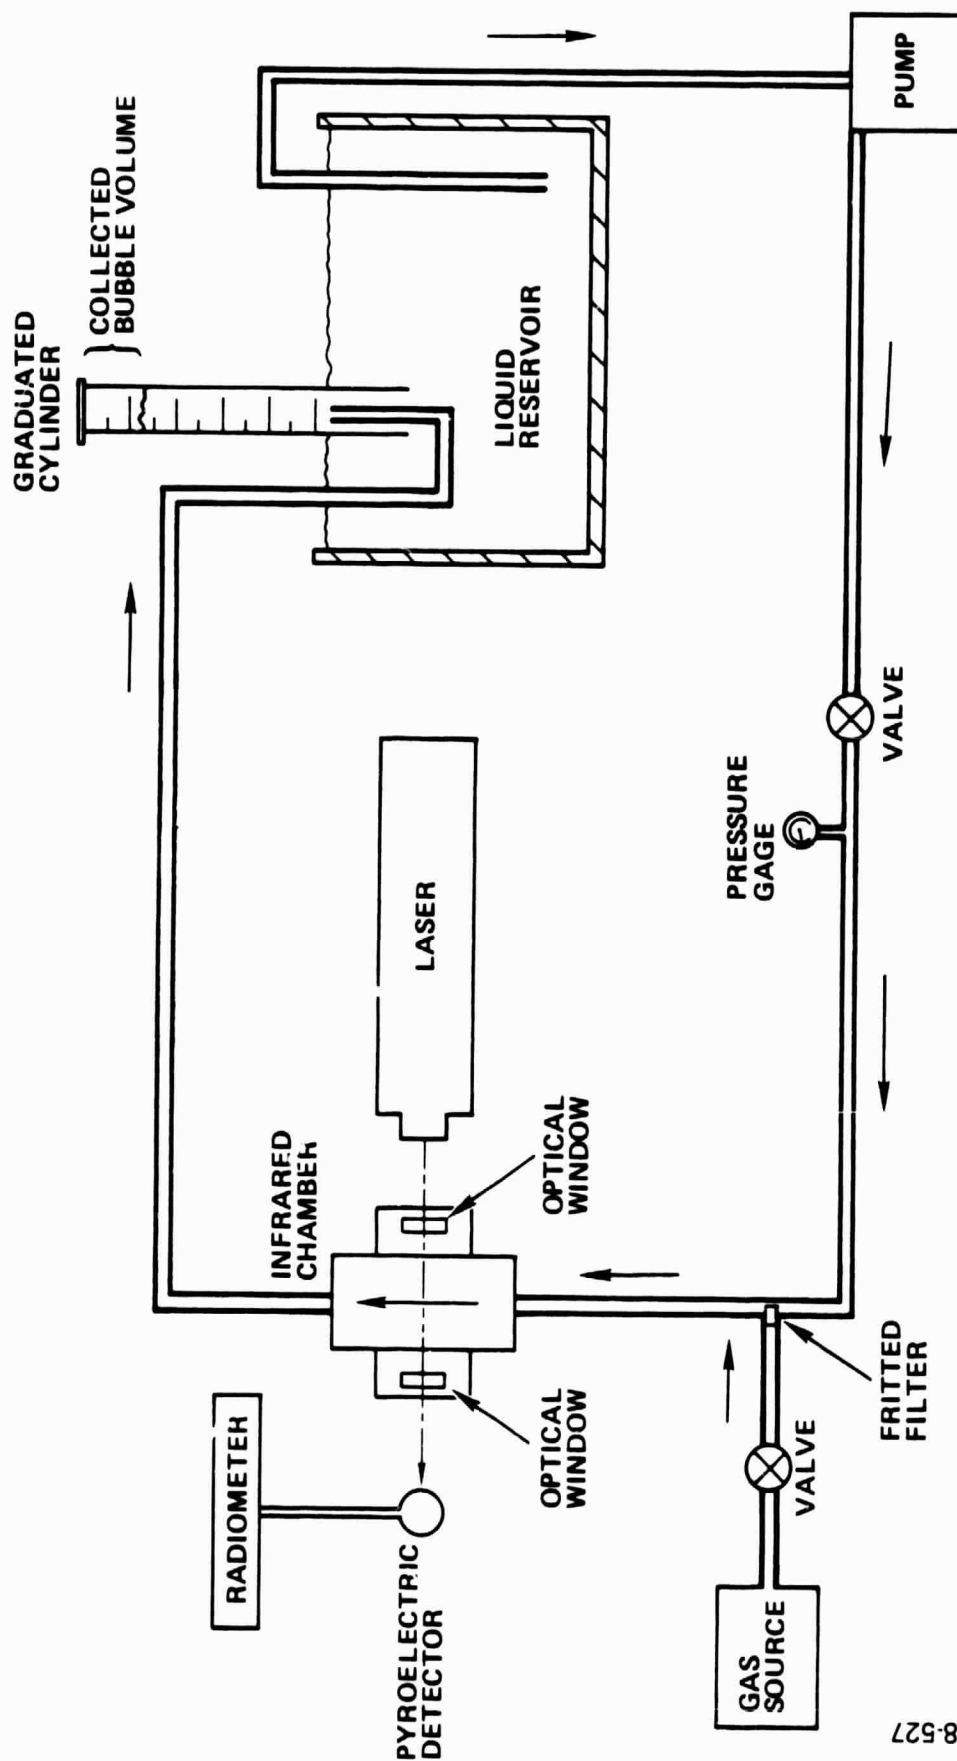 GRADUATED
CYLINDER
COLLECTED
BUBBLE VOLUME
LIQUID
RESERVOIR
PUMP
VALVE
PRESSURE
GAGE
LASER
INFRARED
CHAMBER
OPTICAL
WINDOW
OPTICAL
WINDOW
RADIOMETER
PYROELECTRIC
DETECTOR
FRITTED
FILTER
VALVE
GAS
SOURCE
8-527